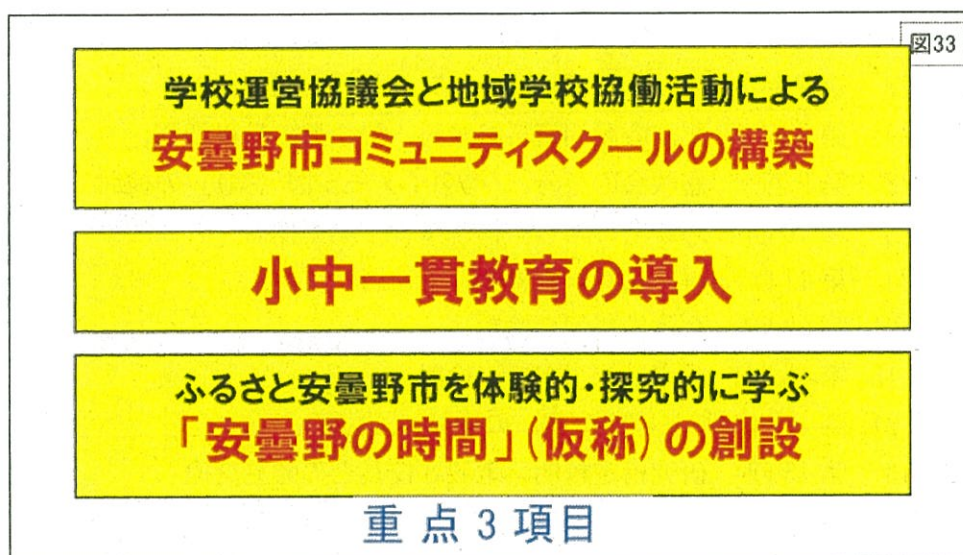 図33
学校運営協議会と地域学校協働活動による
安曇野市コミュニティスクールの構築
小中一貫教育の導入
ふるさと安曇野市を体験的・探究的に学ぶ
「安曇野の時間」(仮称)の創設
重点3項目